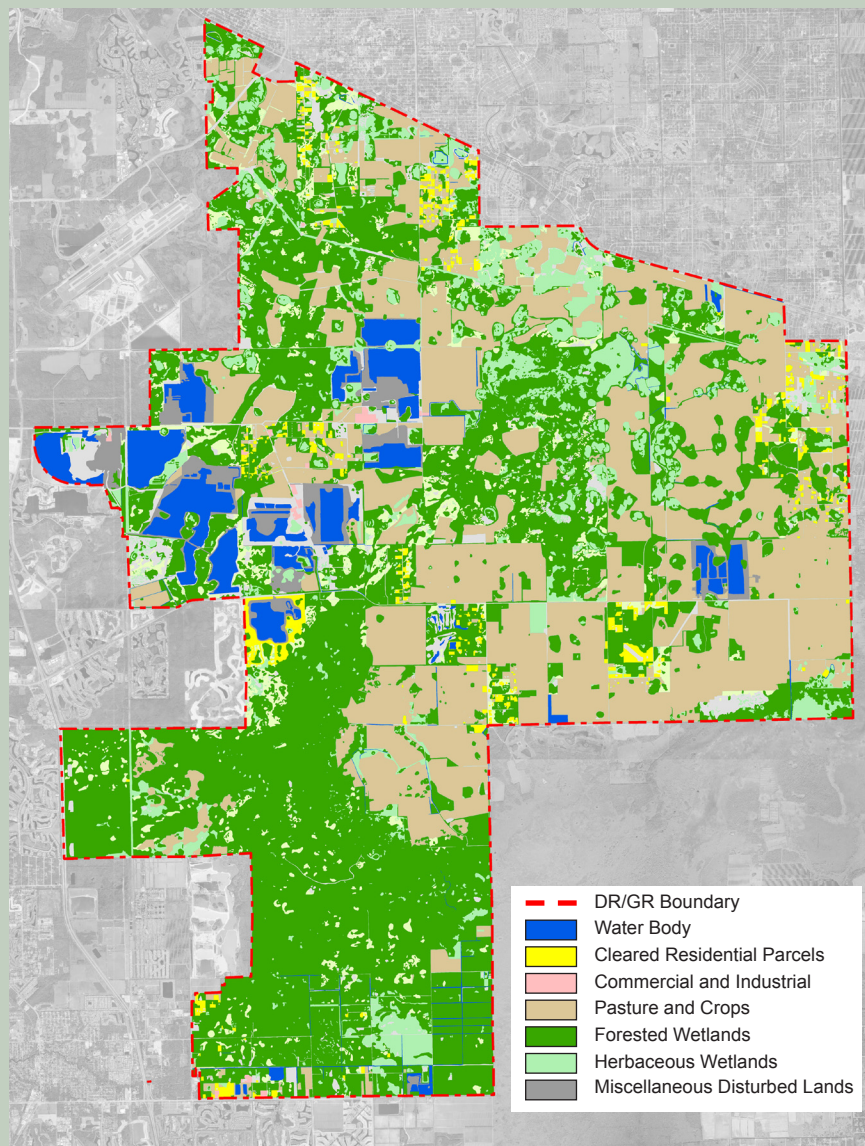 DR/GR Boundary
Water Body
Cleared Residential Parcels
Commercial and Industrial
Pasture and Crops
Forested Wetlands
Herbaceous Wetlands
Miscellaneous Disturbed Lands